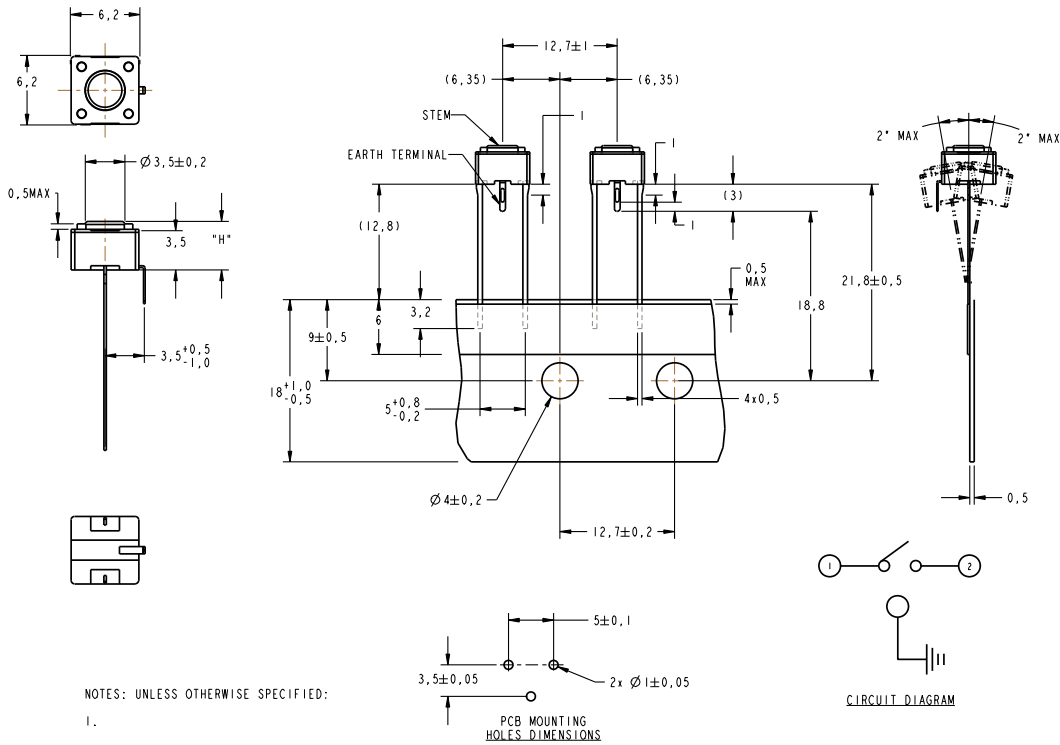 6,2
12,7±1
6,2
(6,35)
(6,35)
STEM
1
2° MAX
2° MAX
EARTH TERMINAL
1
Ø3,5±0,2
0,5MAX
3,5
"H"
(3)
1
(12,8)
0,5
MAX
21,8±0,5
18,8
3,2
6
9±0,5
3,5+0,5
-1,0
18+1,0
-0,5
5+0,8
-0,2
4x0,5
Ø4±0,2
0,5
12,7±0,2
1
2
5±0,1
3,5±0,05
2x Ø1±0,05
NOTES: UNLESS OTHERWISE SPECIFIED:
1.
PCB MOUNTING
HOLES DIMENSIONS
CIRCUIT DIAGRAM